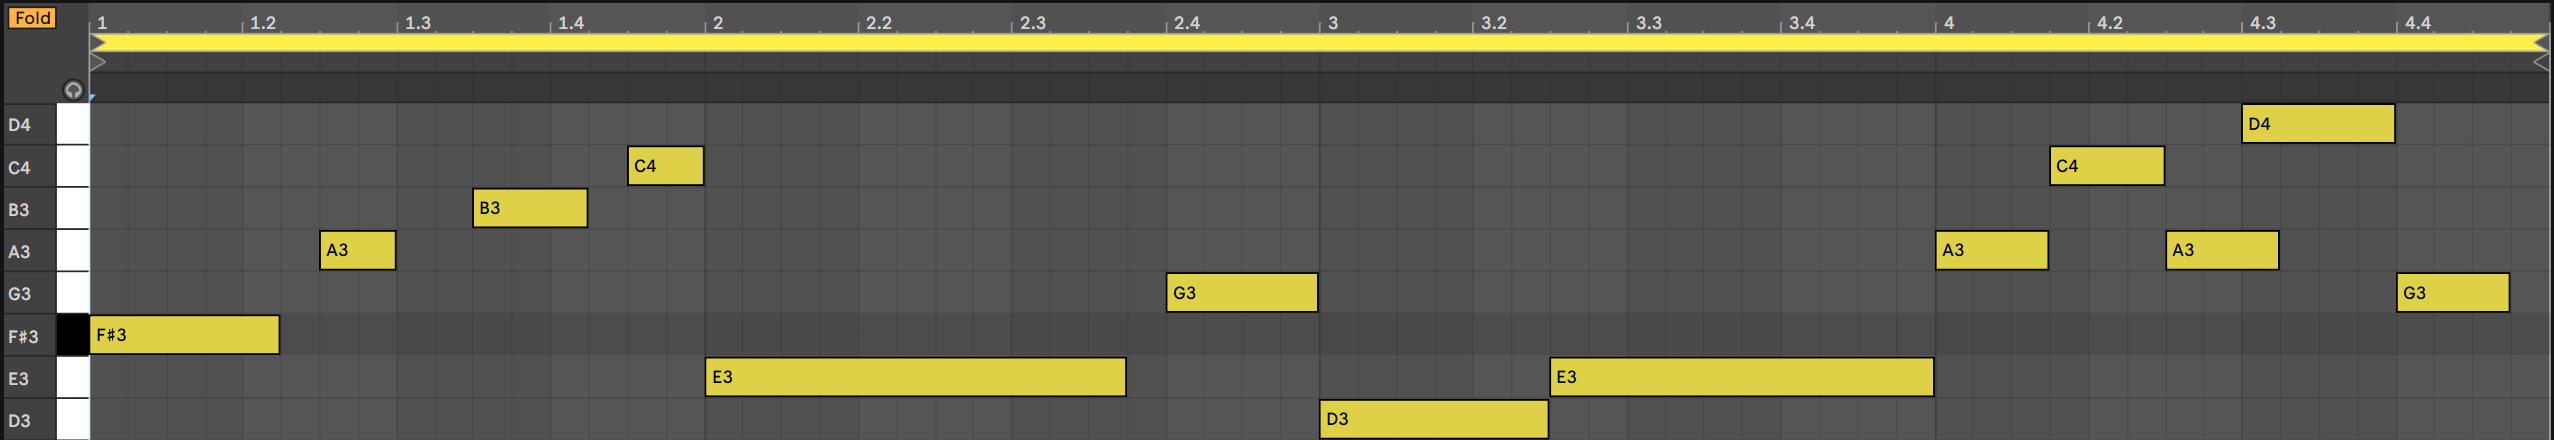 Fold 1 1.2 1.3 1.4 2 2.2 2.3 2.4 3 3.2 3.3 3.4 4 4.2 4.3 4.4
D4 D4
C4 C4 C4
B3 B3
A3 A3 A3 A3
G3 G3 G3
F#3 F#3
E3 E3 E3
D3 D3